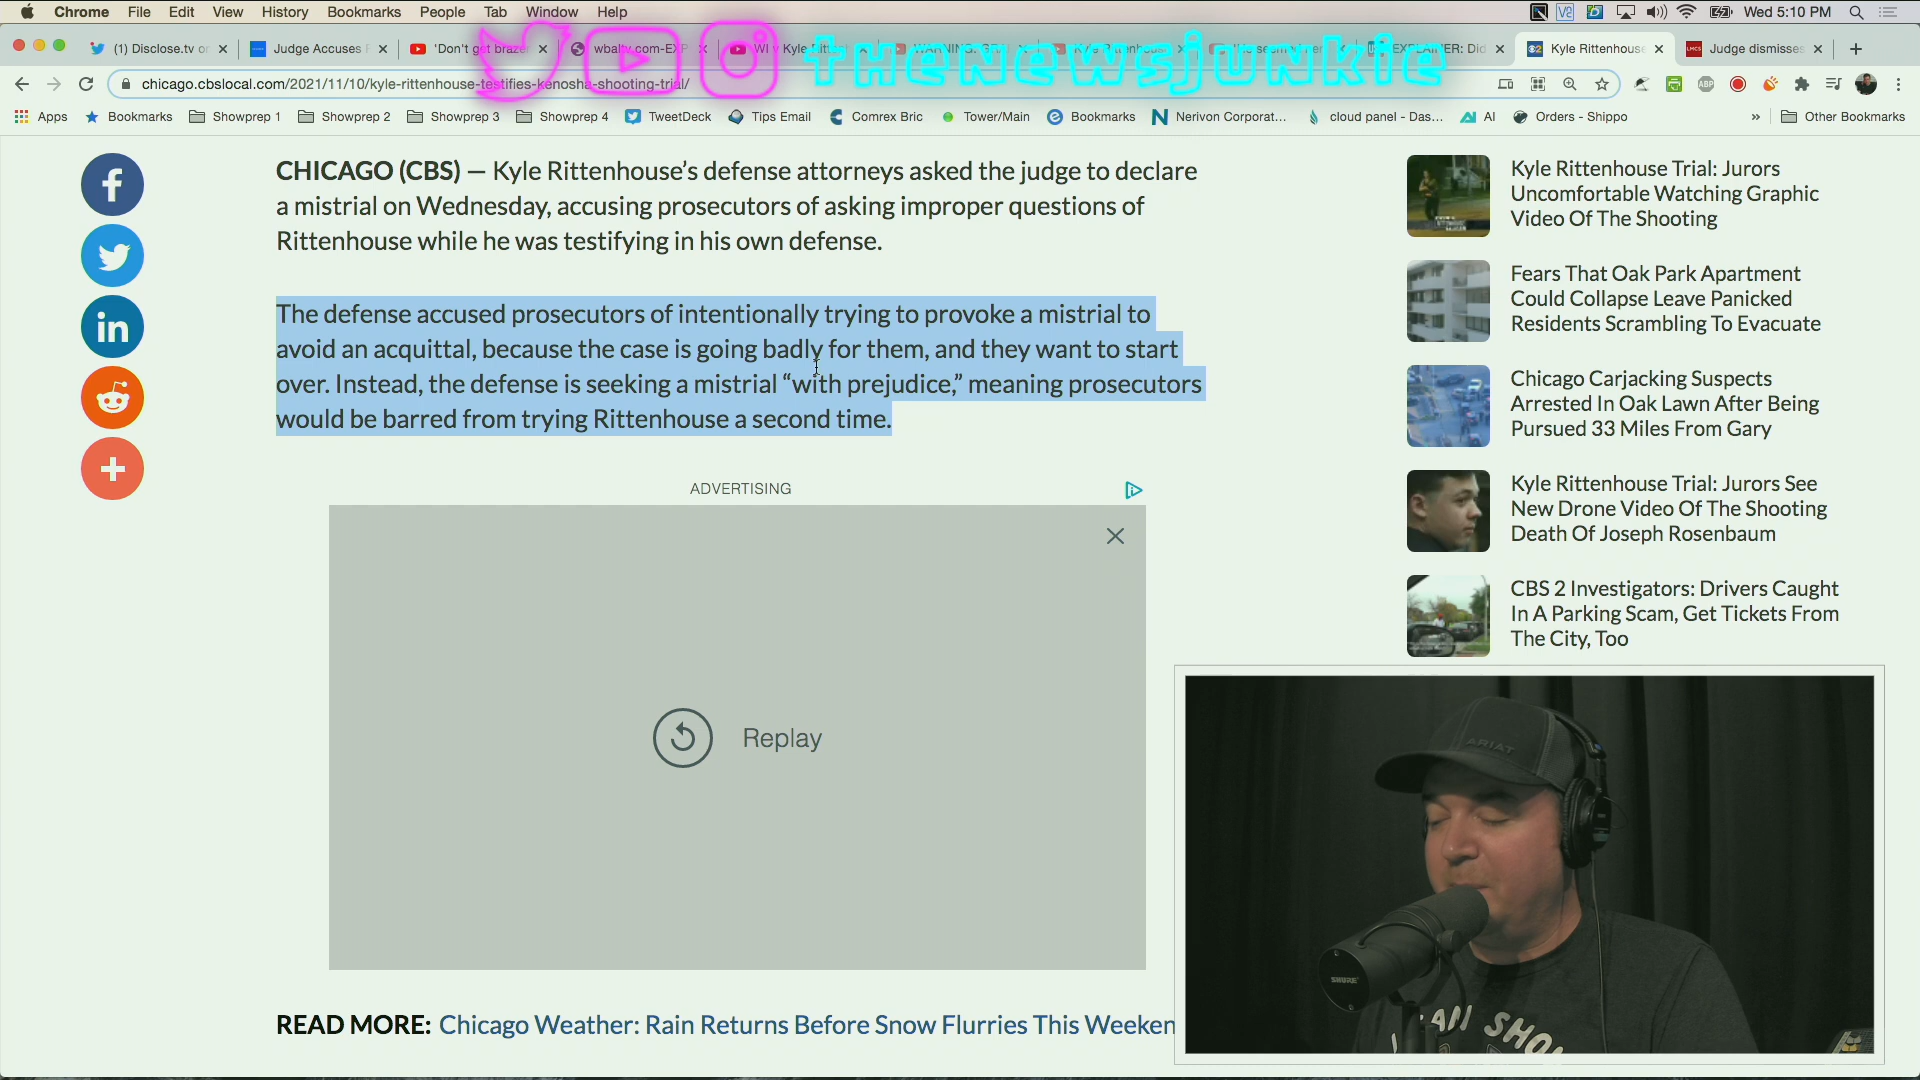 Chrome File Edit View History Bookmarks People Tab Window Help
Wed 5:10 PM
(1) Disclose.tv
Judge Accuses
'Don't get
thenewsjunkie
EXPLAINER: Did
Kyle Rittenhouse
Judge dismisses
chicago.cbslocal.com/2021/11/10/kyle-rittenhouse-testifies-kenosha-shooting-trial/
ABP
Apps Bookmarks Showprep 1 Showprep 2 Showprep 3 Showprep 4 TweetDeck Tips Email Comrex Bric Tower/Main Bookmarks Nerivon Corporat... cloud panel - Das... AI Orders - Shippo » Other Bookmarks
CHICAGO (CBS) — Kyle Rittenhouse's defense attorneys asked the judge to declare
a mistrial on Wednesday, accusing prosecutors of asking improper questions of
Rittenhouse while he was testifying in his own defense.
The defense accused prosecutors of intentionally trying to provoke a mistrial to
avoid an acquittal, because the case is going badly for them, and they want to start
over. Instead, the defense is seeking a mistrial “with prejudice,” meaning prosecutors
would be barred from trying Rittenhouse a second time.
ADVERTISING
Replay
READ MORE: Chicago Weather: Rain Returns Before Snow Flurries This Weeken
Kyle Rittenhouse Trial: Jurors
Uncomfortable Watching Graphic
Video Of The Shooting
Fears That Oak Park Apartment
Could Collapse Leave Panicked
Residents Scrambling To Evacuate
Chicago Carjacking Suspects
Arrested In Oak Lawn After Being
Pursued 33 Miles From Gary
Kyle Rittenhouse Trial: Jurors See
New Drone Video Of The Shooting
Death Of Joseph Rosenbaum
CBS 2 Investigators: Drivers Caught
In A Parking Scam, Get Tickets From
The City, Too
ARIAT
SHURE